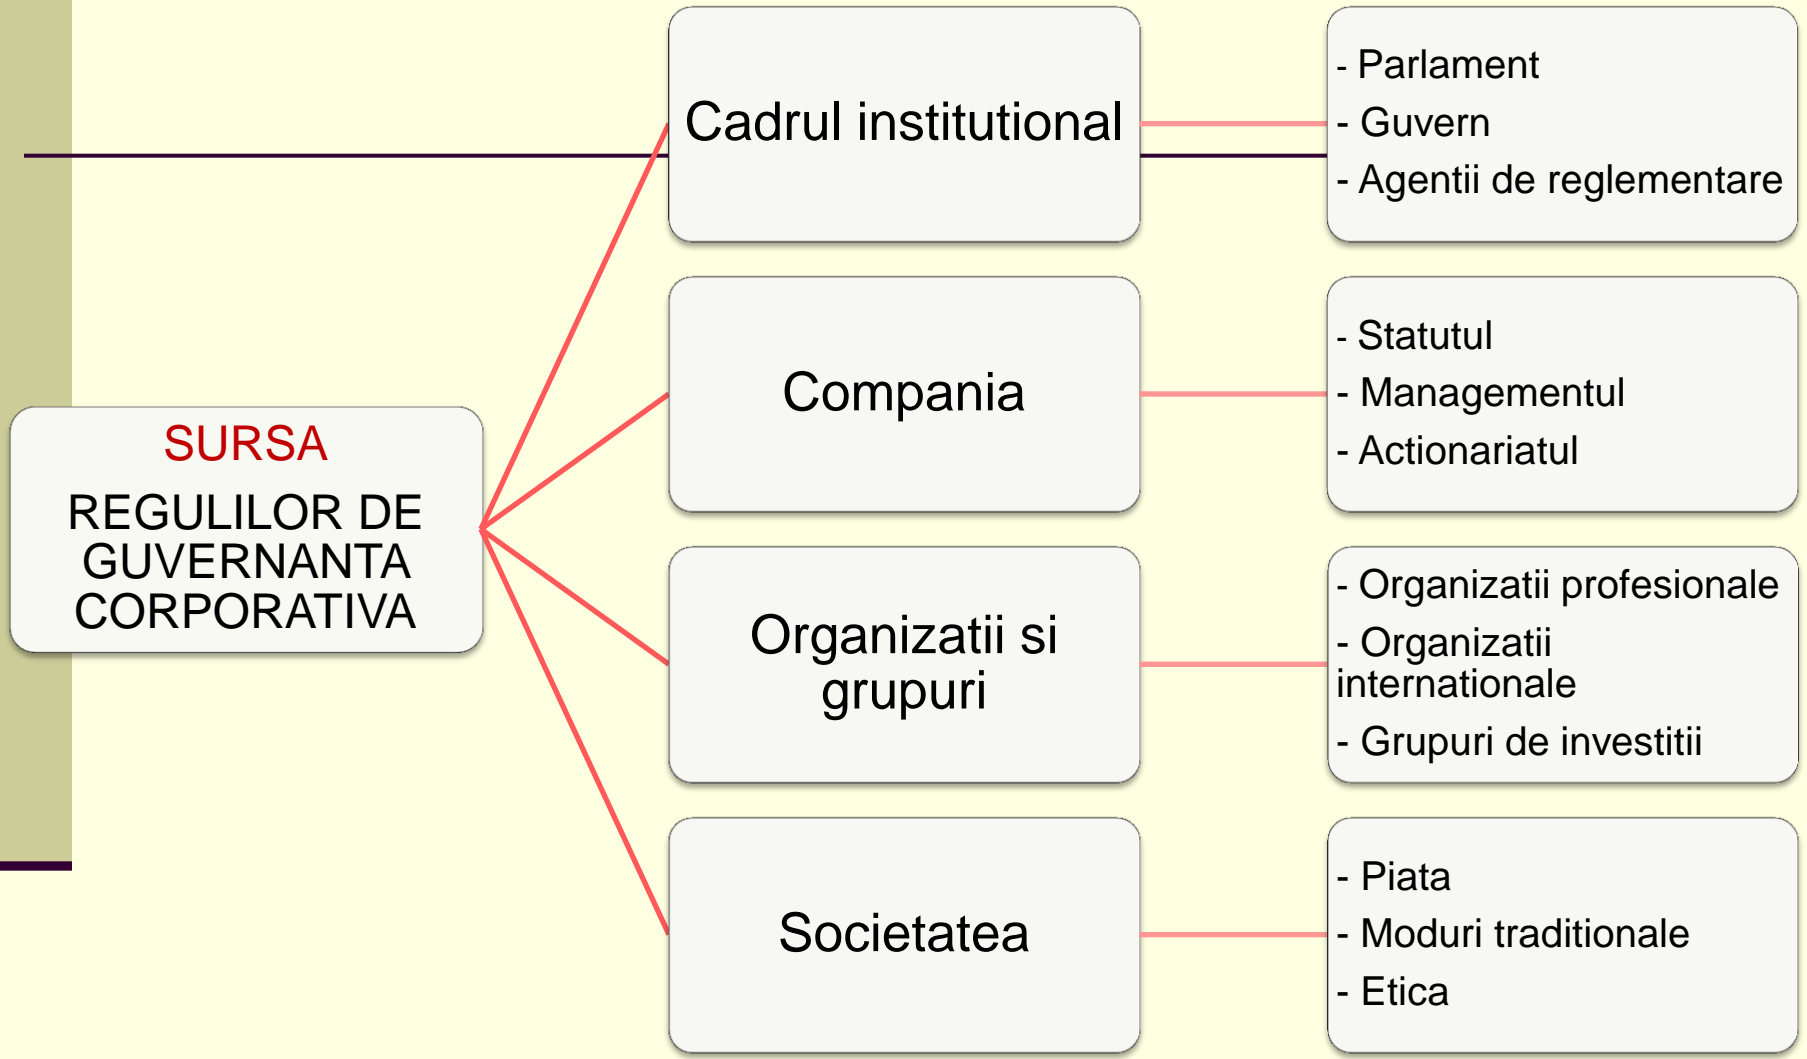 SURSA
REGULILOR DE
GUVERNANTA
CORPORATIVA
Cadrul institutional
- Parlament
- Guvern
- Agentii de reglementare
Compania
- Statutul
- Managementul
- Actionariatul
Organizatii si
grupuri
- Organizatii profesionale
- Organizatii
internationale
- Grupuri de investitii
Societatea
- Piata
- Moduri traditionale
- Etica